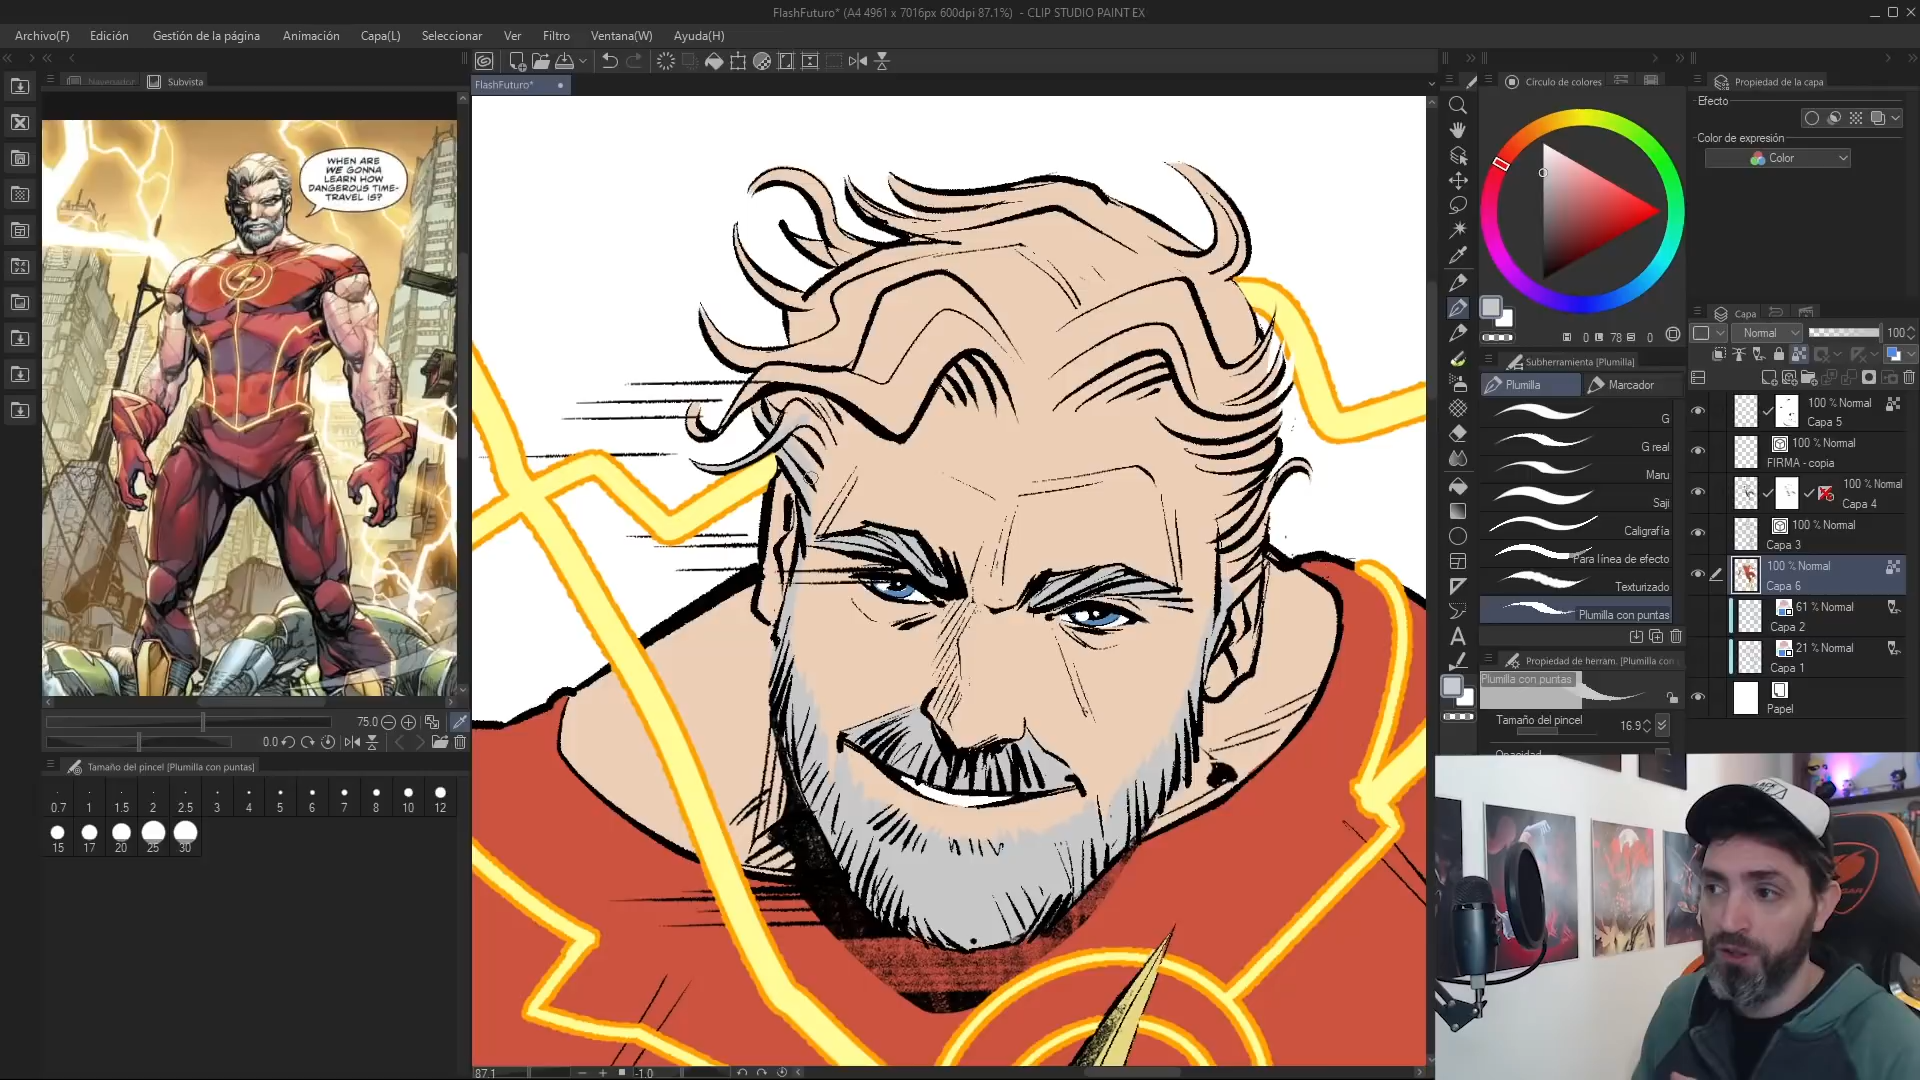 FlashFuturo* (A4 4961 x 7016px 600dpi 87.1%) - CLIP STUDIO PAINT EX
Archivo(F) Edición Gestión de la página Animación Capa(L) Seleccionar Ver Filtro Ventana(W) Ayuda(H)
Navegador Subvista
FlashFuturo*
WHEN ARE
WE GONNA
LEARN HOW
DANGEROUS TIME-
TRAVEL IS?
75.0
0.0
Tamaño del pincel [Plumilla con puntas]
0.7 1 1.5 2 2.5 3 4 5 6 7 8 10 12
15 17 20 25 30
87.1 -1.0
Círculo de colores
0 78 0
Subherramienta [Plumilla]
Plumilla Marcador
G
G real
Maru
Saji
Caligrafía
Para línea de efecto
Texturizado
Plumilla con puntas
Propiedad de herram. [Plumilla con
Plumilla con puntas
Tamaño del pincel 16.9
Opacidad
Propiedad de la capa
Efecto
Color de expresión
Color
Capa
Normal 100
100 % Normal
Capa 5
100 % Normal
FIRMA - copia
100 % Normal
Capa 4
100 % Normal
Capa 3
100 % Normal
Capa 6
61 % Normal
Capa 2
21 % Normal
Capa 1
Papel